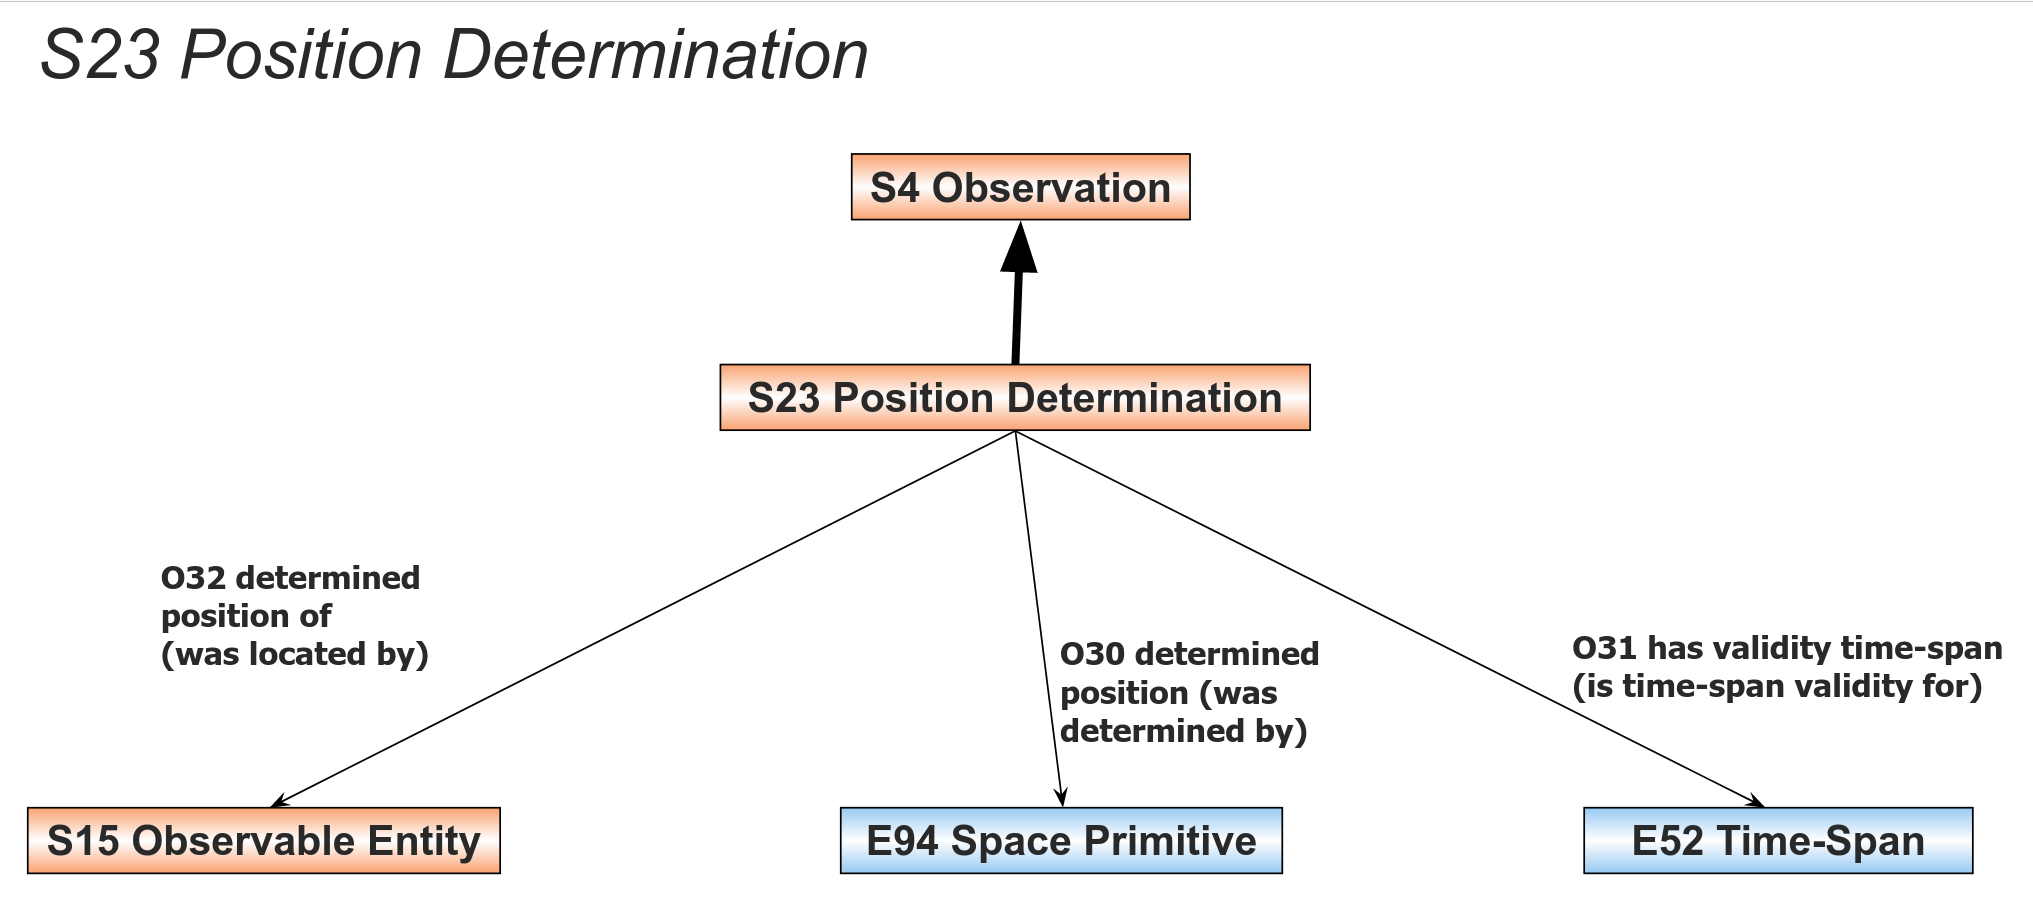 S23 Position Determination
S4 Observation
S23 Position Determination
O32 determined
position of
(was located by)
O30 determined
position (was
determined by)
O31 has validity time-span
(is time-span validity for)
S15 Observable Entity
E94 Space Primitive
E52 Time-Span